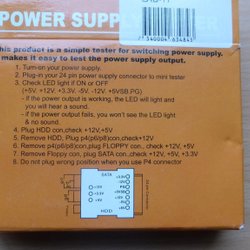 POWER SUPPLY TESTER
This product is a simple tester for switching power supply,
makes it easy to test the power supply output.
1. Turn-on your power supply.
2. Plug-in your 24 pin power supply connector to mini tester
3. Check LED light if ON or OFF
(+5V, +12V, +3.3V, -5V, -12V, +5VSB,PG)
- if the power output is working, the LED will light and
you will hear a sound.
- if the power output fails, you won't see the LED light
& no sound.
4. Plug HDD con.,check +12V, +5V
5. Remove HDD, Plug p4(p6/p8)con,check+12V
6. Remove p4(p6/p8)con,plug FLOPPY con., check +12V, +5V
7. Remove Floppy con, plug SATA con.,check +12V, +5V, +3.3V
8. Do not plug wrong position when you use P4 connector
SATA
HDD
+5V
+3.3V
+12V